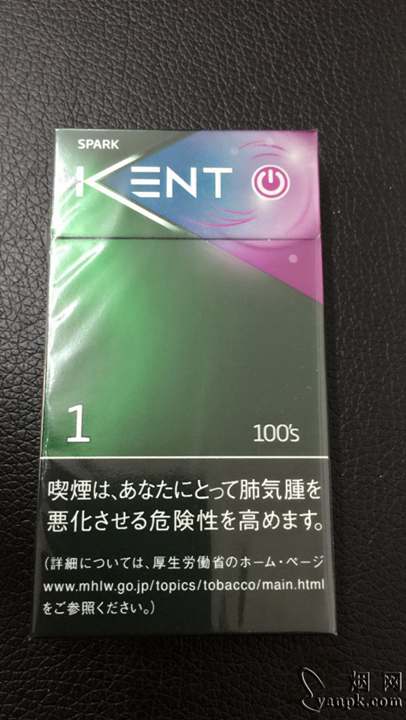 SPARK
KENT
1
100's
喫煙は、あなたにとって肺気腫を
悪化させる危険性を高めます。
(詳細については、厚生労働省のホーム・ページ
www.mhlw.go.jp/topics/tobacco/main.html
をご参照ください。)
烟网
yanpk.com